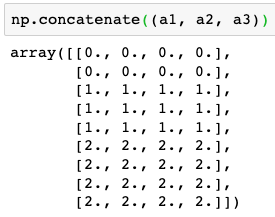 np.concatenate((a1, a2, a3))
array([[0., 0., 0., 0.],
       [0., 0., 0., 0.],
       [1., 1., 1., 1.],
       [1., 1., 1., 1.],
       [1., 1., 1., 1.],
       [2., 2., 2., 2.],
       [2., 2., 2., 2.],
       [2., 2., 2., 2.],
       [2., 2., 2., 2.]])